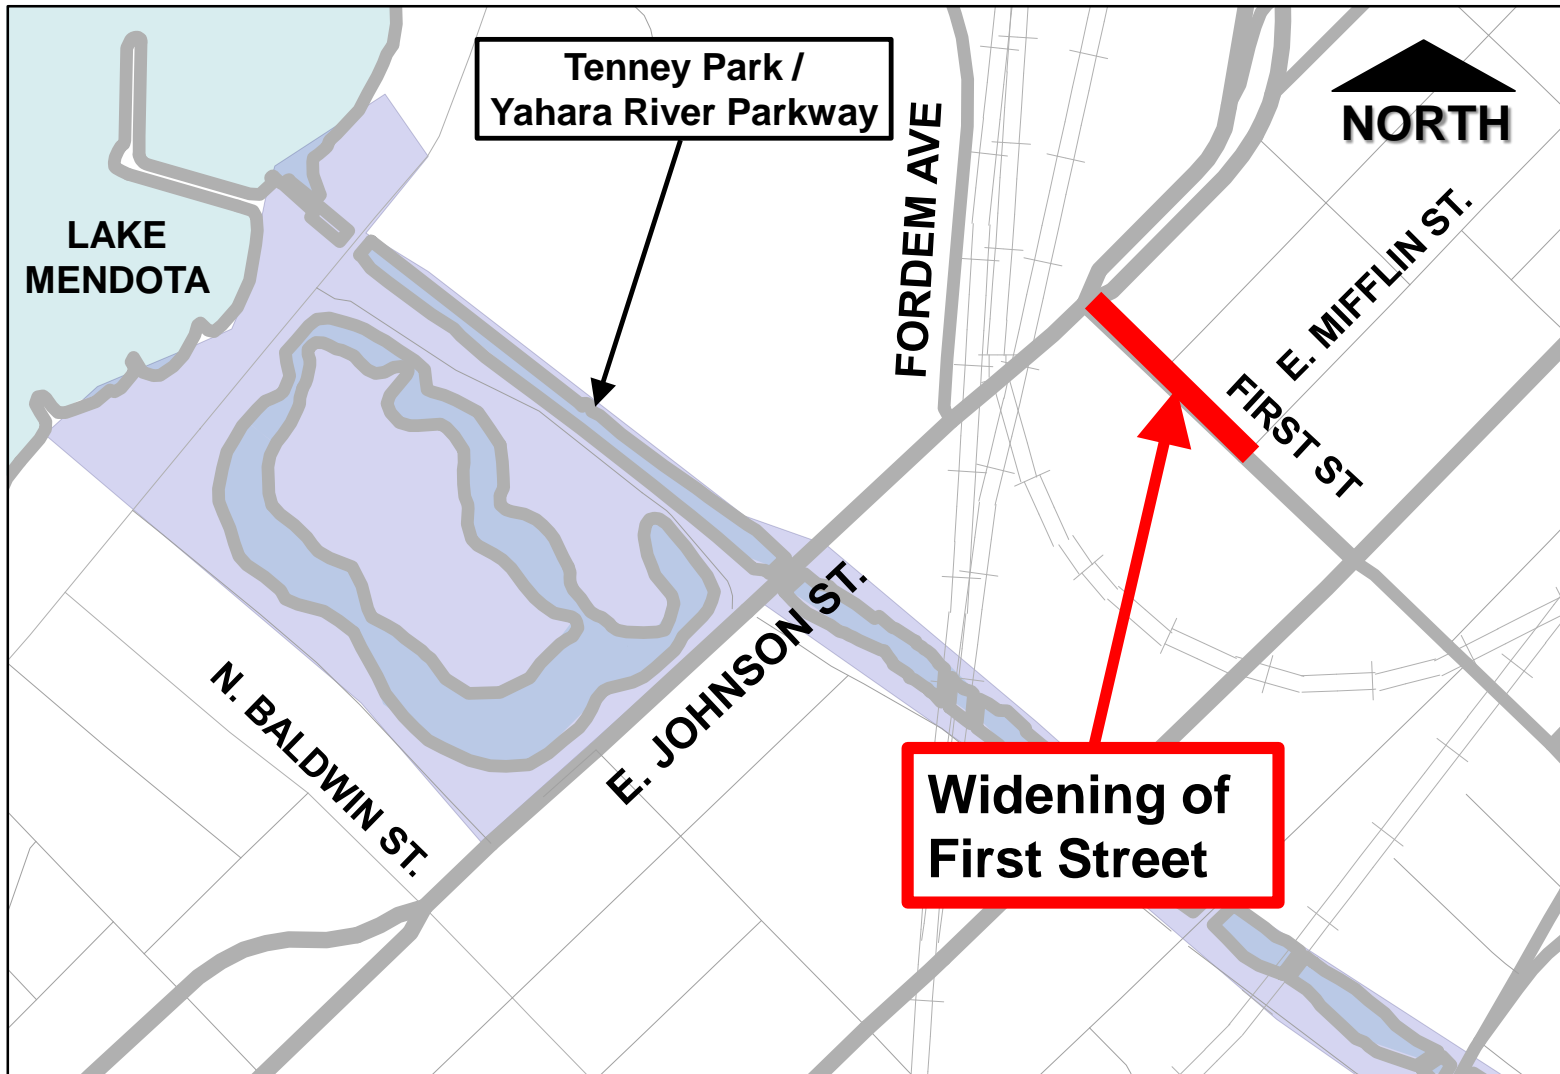 Tenney Park /
Yahara River Parkway
NORTH
FORDEM AVE
LAKE
MENDOTA
E. MIFFLIN ST.
FIRST ST
E. JOHNSON ST.
N. BALDWIN ST.
Widening of
First Street